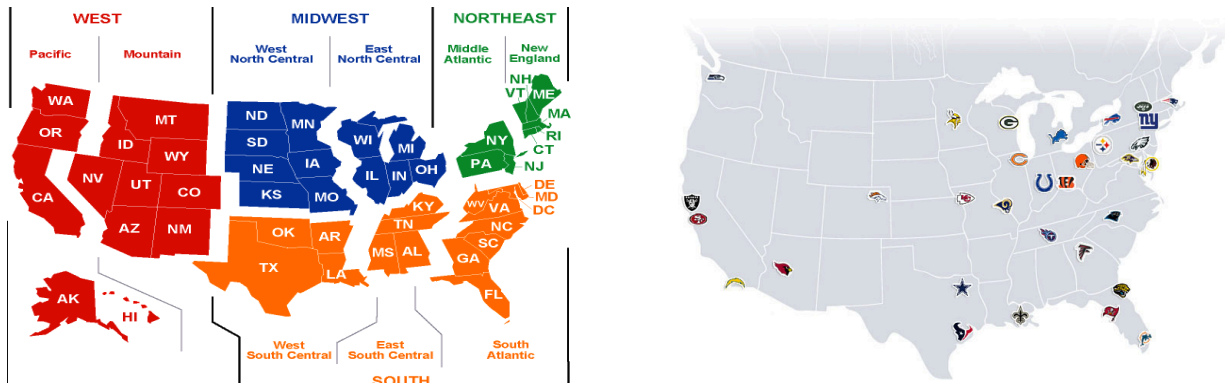 WEST MIDWEST NORTHEAST
Pacific Mountain West North Central East North Central Middle Atlantic New England
WA
OR
CA
MT
ID
WY
NV
UT
CO
AZ
NM
AK
HI
ND
SD
NE
KS
MN
IA
MO
WI
MI
IL
IN
OH
NH
VT
ME
MA
RI
CT
NY
PA
NJ
DE
MD
DC
WV
VA
KY
TN
NC
SC
GA
FL
MS
AL
OK
AR
TX
LA
West South Central
East South Central
South Atlantic
SOUTH
G
NY